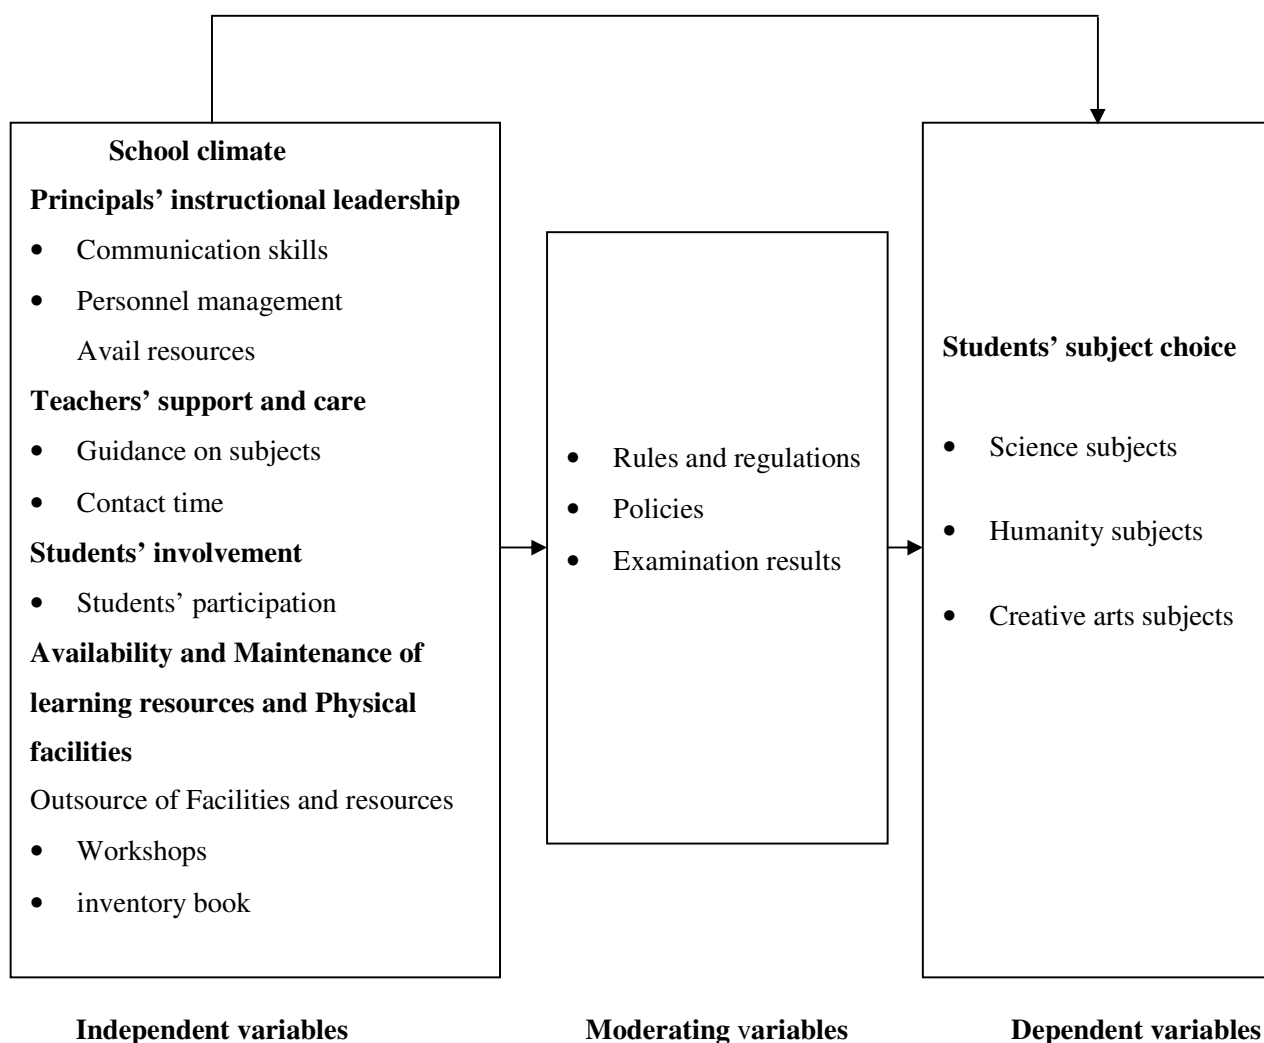 School climate
Principals’ instructional leadership
• Communication skills
• Personnel management
Avail resources
Teachers’ support and care
• Guidance on subjects
• Contact time
Students’ involvement
• Students’ participation
Availability and Maintenance of
learning resources and Physical
facilities
Outsource of Facilities and resources
• Workshops
• inventory book
• Rules and regulations
• Policies
• Examination results
Students’ subject choice
• Science subjects
• Humanity subjects
• Creative arts subjects
Independent variables
Moderating variables
Dependent variables